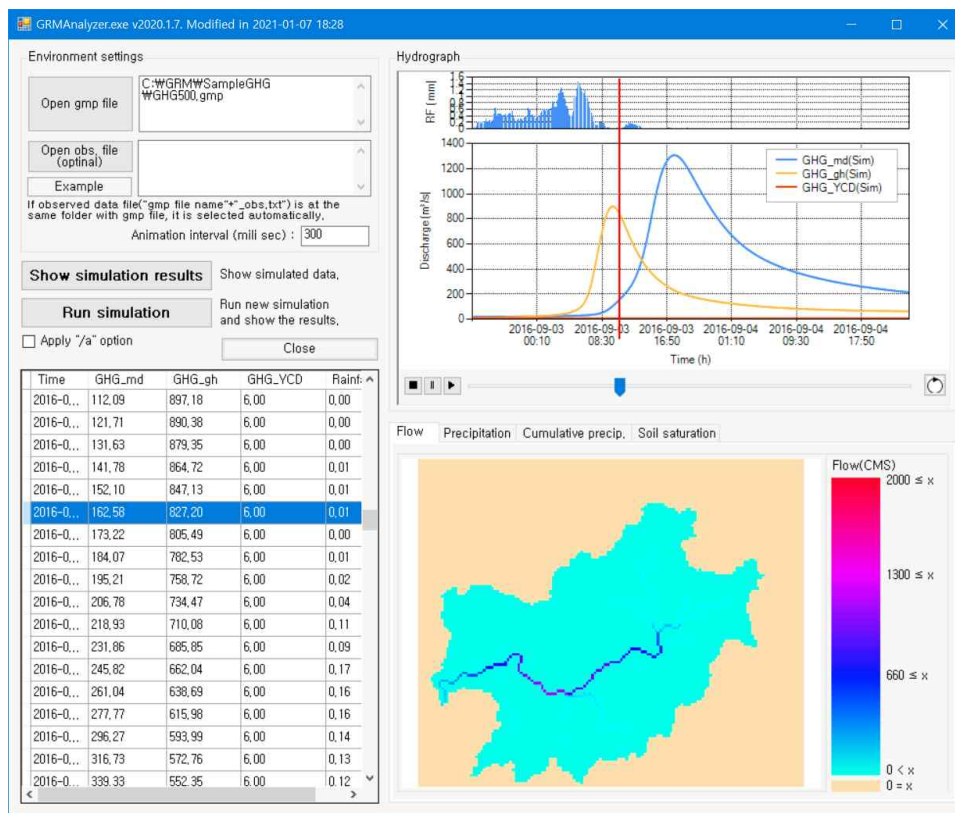 GRMAnalyzer.exe v2020.1.7. Modified in 2021-01-07 18:28
Environment settings
Open gmp file
C:₩GRM₩SampleGHG
₩GHG500.gmp
Open obs. file
(optinal)
Example
If observed data file("gmp file name"+"_obs.txt") is at the
same folder with gmp file, it is selected automatically.
Animation interval (mili sec) : 300
Show simulation results
Show simulated data.
Run simulation
Run new simulation
and show the results.
Apply "/a" option
Close
Time GHG_md GHG_gh GHG_YCD Rainf
2016-0... 112.09 897.18 6.00 0.00
2016-0... 121.71 890.38 6.00 0.00
2016-0... 131.63 879.35 6.00 0.00
2016-0... 141.78 864.72 6.00 0.01
2016-0... 152.10 847.13 6.00 0.01
2016-0... 162.58 827.20 6.00 0.01
2016-0... 173.22 805.49 6.00 0.00
2016-0... 184.07 782.53 6.00 0.01
2016-0... 195.21 758.72 6.00 0.02
2016-0... 206.78 734.47 6.00 0.04
2016-0... 218.93 710.08 6.00 0.11
2016-0... 231.86 685.85 6.00 0.09
2016-0... 245.82 662.04 6.00 0.17
2016-0... 261.04 638.69 6.00 0.16
2016-0... 277.77 615.98 6.00 0.16
2016-0... 296.27 593.99 6.00 0.14
2016-0... 316.73 572.76 6.00 0.13
2016-0... 339.33 552.35 6.00 0.12
Hydrograph
RF [mm]
1.6
0
Discharge [m³/s]
1400
1200
1000
800
600
400
200
0
GHG_md(Sim)
GHG_gh(Sim)
GHG_YCD(Sim)
2016-09-03 2016-09-03 2016-09-03 2016-09-04 2016-09-04 2016-09-04
00:10 08:30 16:50 01:10 09:30 17:50
Time (h)
Flow Precipitation Cumulative precip. Soil saturation
Flow(CMS)
2000 ≤ x
1300 ≤ x
660 ≤ x
0 < x
0 = x